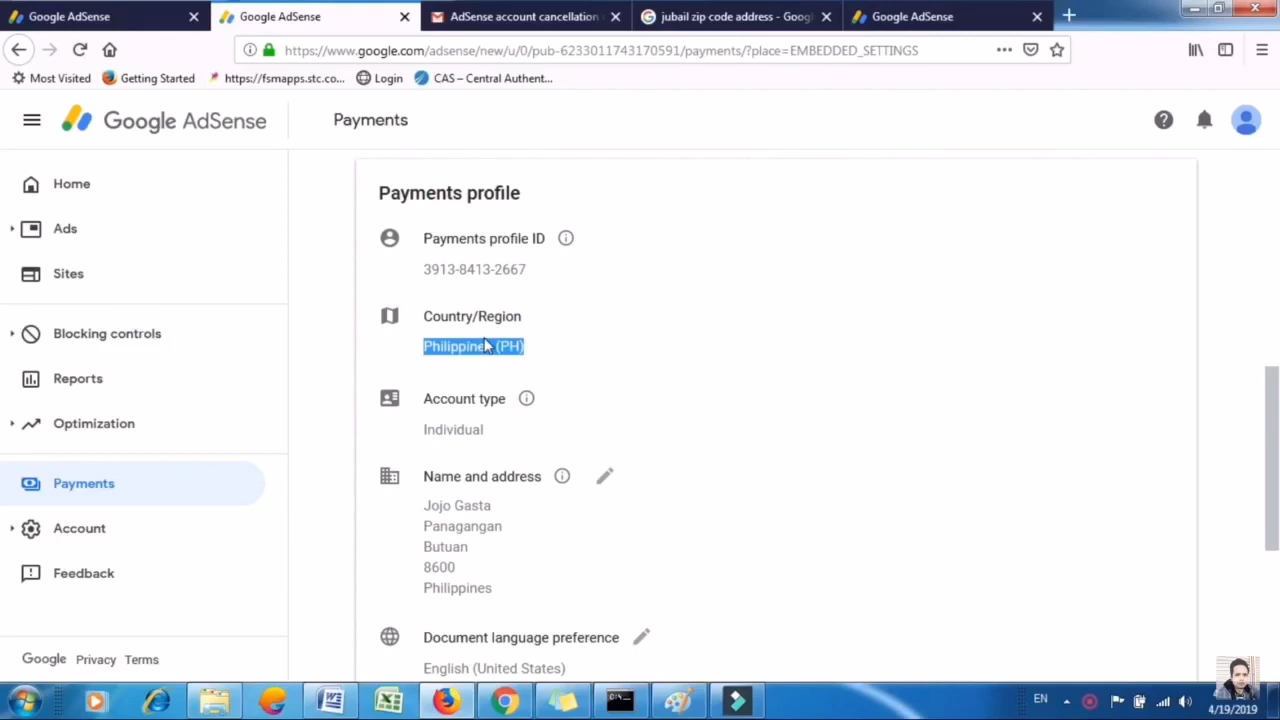 Google AdSense
Google AdSense
AdSense account cancellation
jubail zip code address - Goog
Google AdSense
https://www.google.com/adsense/new/u/0/pub-6233011743170591/payments/?place=EMBEDDED_SETTINGS
Most Visited
Getting Started
https://fsmapps.stc.co...
Login
CAS – Central Authent...
Google AdSense
Payments
Home
Ads
Sites
Blocking controls
Reports
Optimization
Payments
Account
Feedback
Google
Privacy
Terms
Payments profile
Payments profile ID
3913-8413-2667
Country/Region
Philippines (PH)
Account type
Individual
Name and address
Jojo Gasta
Panagangan
Butuan
8600
Philippines
Document language preference
English (United States)
EN
4/19/2019